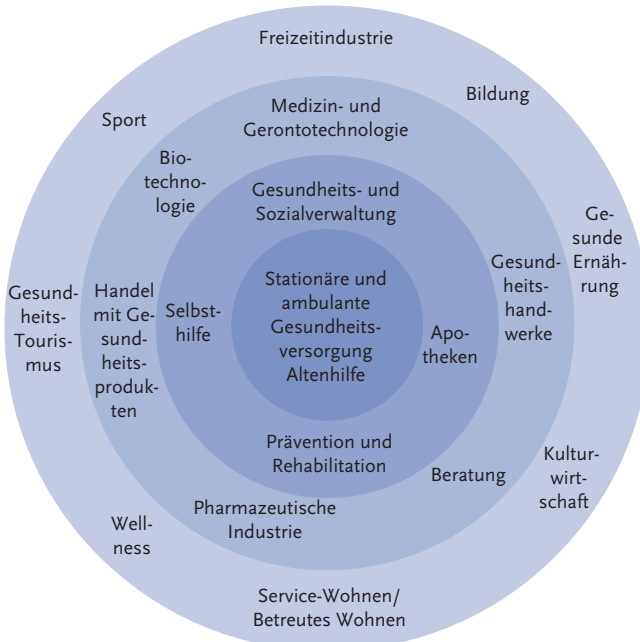 Freizeitindustrie
Bildung
Sport
Medizin- und
Gerontotechnologie
Bio-
technolo-
logie
Gesundheits- und
Sozialverwaltung
Ge-
sunde
Ernäh-
rung
Gesund-
heits-
hand-
werke
Gesund-
heits-
Touris-
mus
Handel
mit Ge-
sund-
heits-
produk-
ten
Selbst-
hilfe
Stationäre und
ambulante
Gesundheits-
versorgung
Altenhilfe
Apo-
theken
Prävention und
Rehabilitation
Beratung
Kultur-
wirt-
schaft
Pharmazeutische
Industrie
Well-
ness
Service-Wohnen/
Betreutes Wohnen